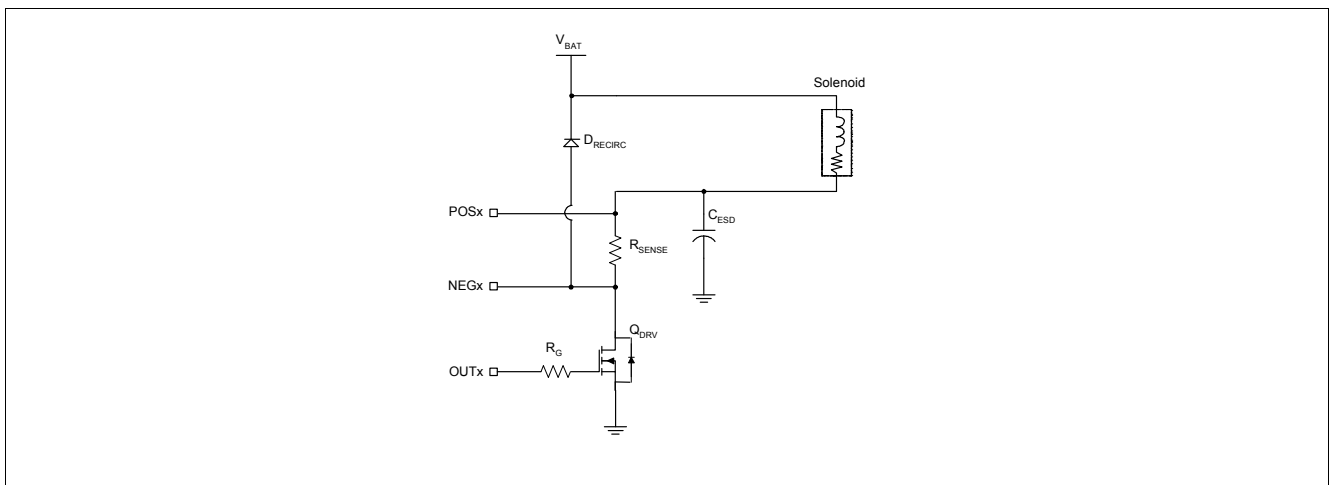 V_BAT
Solenoid
D_RECIRC
POSx
C_ESD
R_SENSE
NEGx
Q_DRV
R_G
OUTx